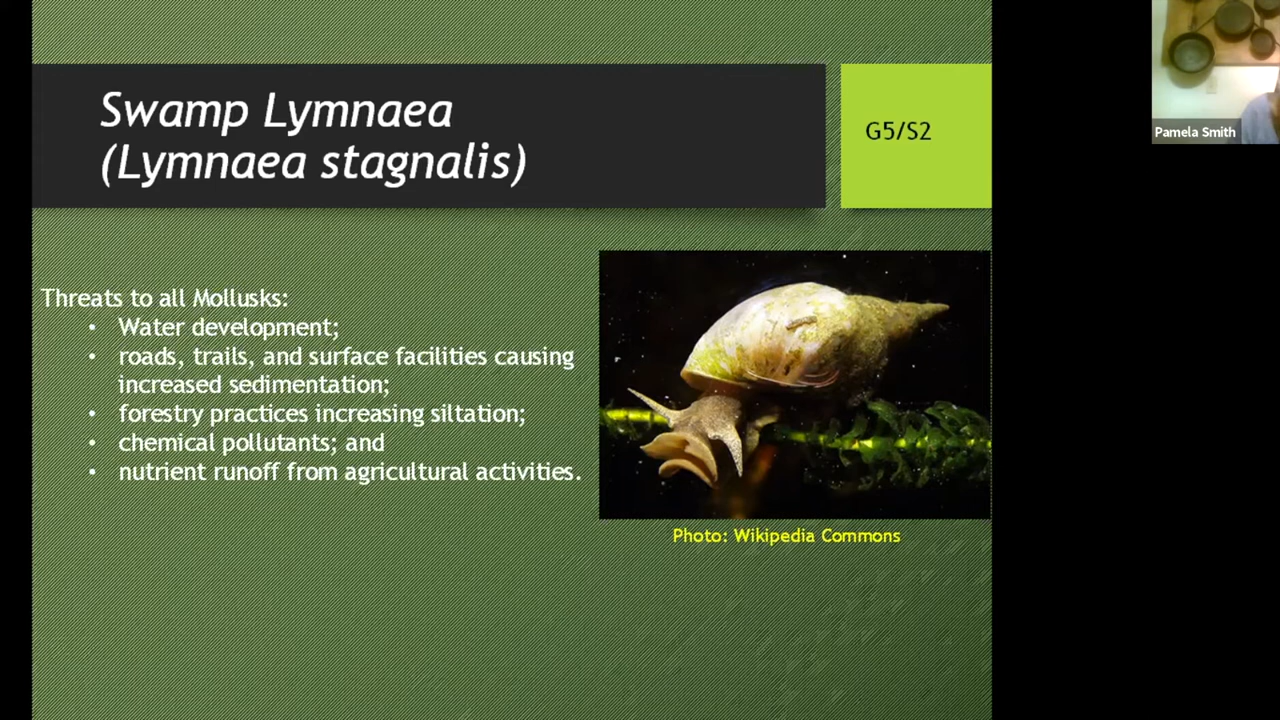 Swamp Lymnaea
(Lymnaea stagnalis)
G5/S2
Threats to all Mollusks:
• Water development;
• roads, trails, and surface facilities causing
increased sedimentation;
• forestry practices increasing siltation;
• chemical pollutants; and
• nutrient runoff from agricultural activities.
Photo: Wikipedia Commons
Pamela Smith